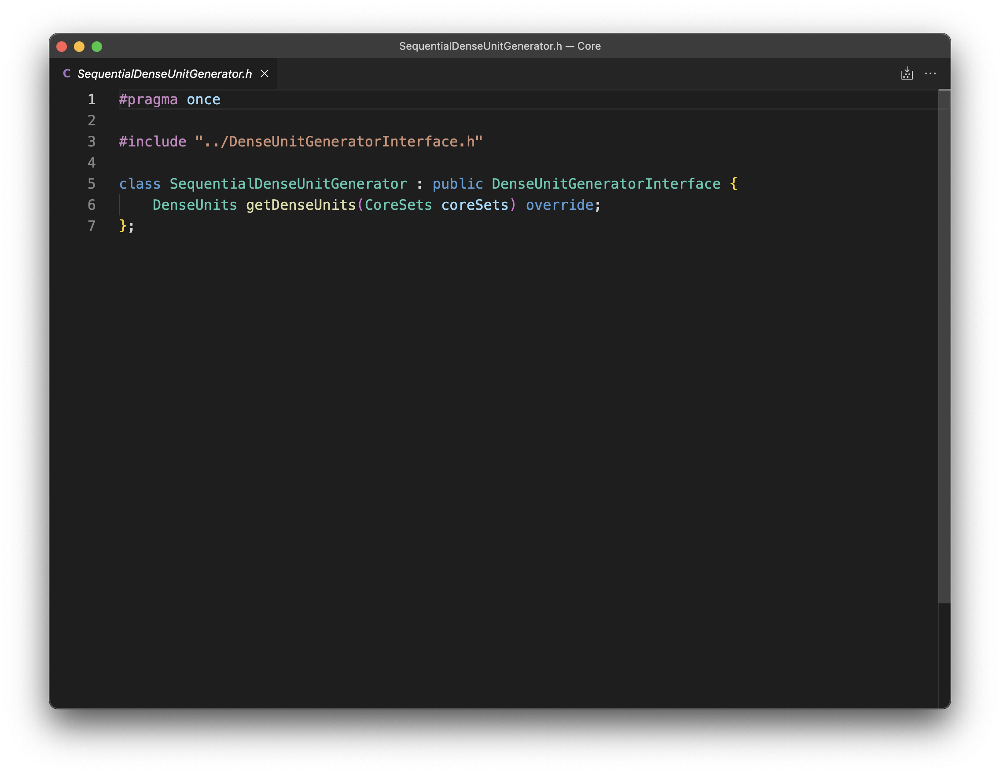 SequentialDenseUnitGenerator.h — Core
C SequentialDenseUnitGenerator.h
1 #pragma once
2
3 #include "../DenseUnitGeneratorInterface.h"
4
5 class SequentialDenseUnitGenerator : public DenseUnitGeneratorInterface {
6     DenseUnits getDenseUnits(CoreSets coreSets) override;
7 };